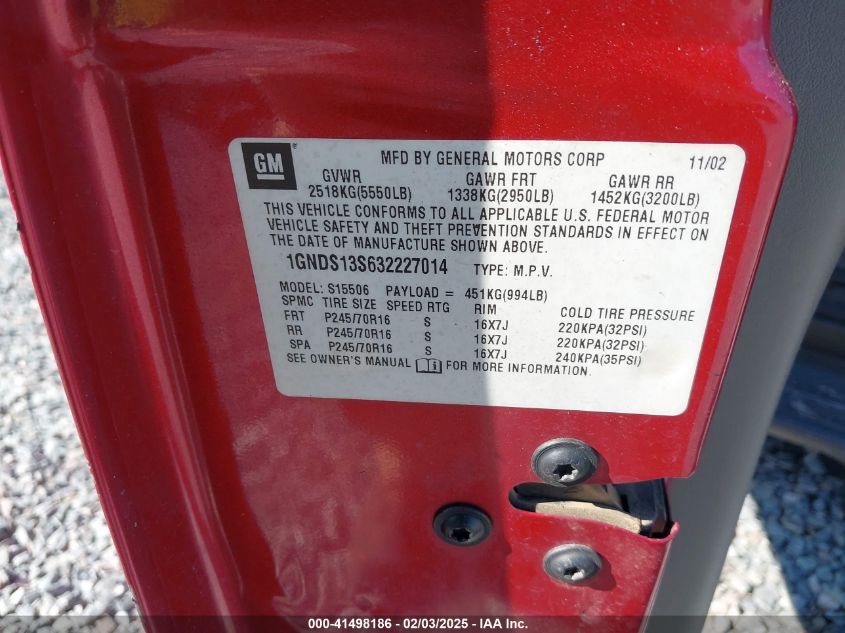 GM® MFD BY GENERAL MOTORS CORP 11/02
GVWR GAWR FRT GAWR RR
2518KG(5550LB) 1338KG(2950LB) 1452KG(3200LB)
THIS VEHICLE CONFORMS TO ALL APPLICABLE U.S. FEDERAL MOTOR
VEHICLE SAFETY AND THEFT PREVENTION STANDARDS IN EFFECT ON
THE DATE OF MANUFACTURE SHOWN ABOVE.
1GNDS13S632227014 TYPE: M.P.V.
MODEL: S15506 PAYLOAD = 451KG(994LB)
SPMC TIRE SIZE SPEED RTG RIM COLD TIRE PRESSURE
FRT P245/70R16 S 16X7J 220KPA(32PSI)
RR P245/70R16 S 16X7J 220KPA(32PSI)
SPA P245/70R16 S 16X7J 240KPA(35PSI)
SEE OWNER'S MANUAL FOR MORE INFORMATION.
000-41498186 - 02/03/2025 - IAA Inc.